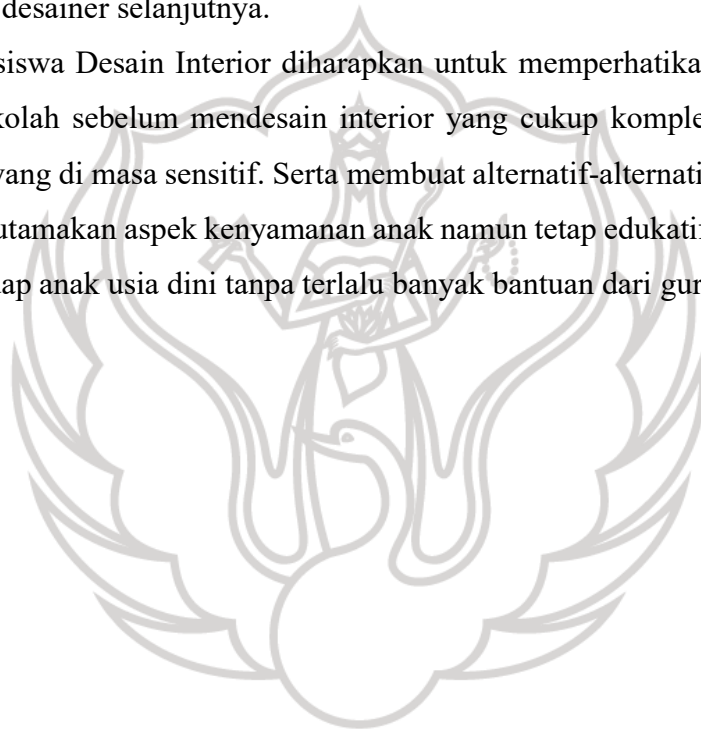 desainer selanjutnya.
siswa Desain Interior diharapkan untuk memperhatika
kolah sebelum mendesain interior yang cukup komple
yang di masa sensitif. Serta membuat alternatif-alternati
utamakan aspek kenyamanan anak namun tetap edukatif
ap anak usia dini tanpa terlalu banyak bantuan dari gur